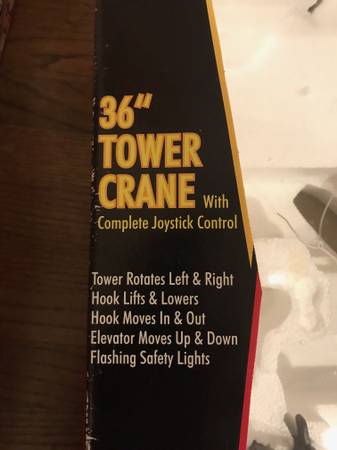 36"
TOWER
CRANE With
Complete Joystick Control
Tower Rotates Left & Right
Hook Lifts & Lowers
Hook Moves In & Out
Elevator Moves Up & Down
Flashing Safety Lights